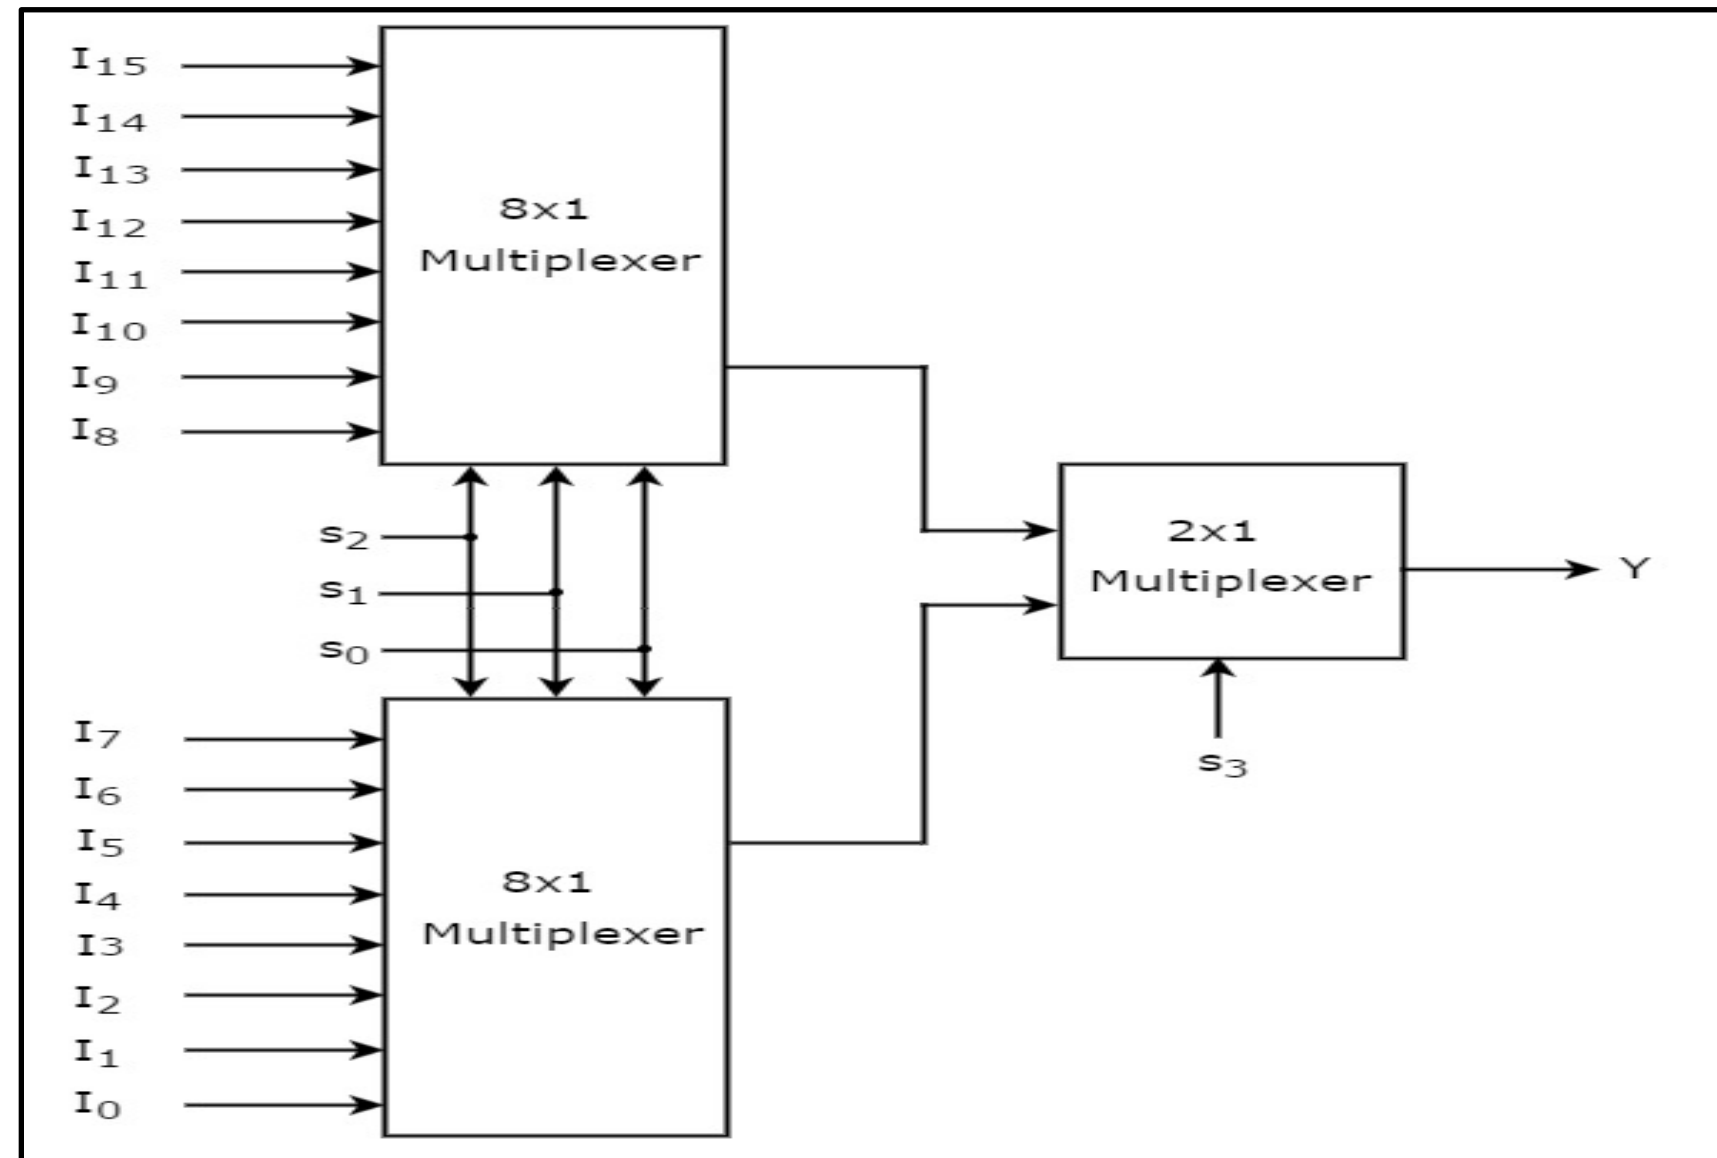 I15
I14
I13
I12
I11
I10
I9
I8
8x1
Multiplexer
s2
s1
s0
2x1
Multiplexer
Y
s3
I7
I6
I5
I4
I3
I2
I1
I0
8x1
Multiplexer